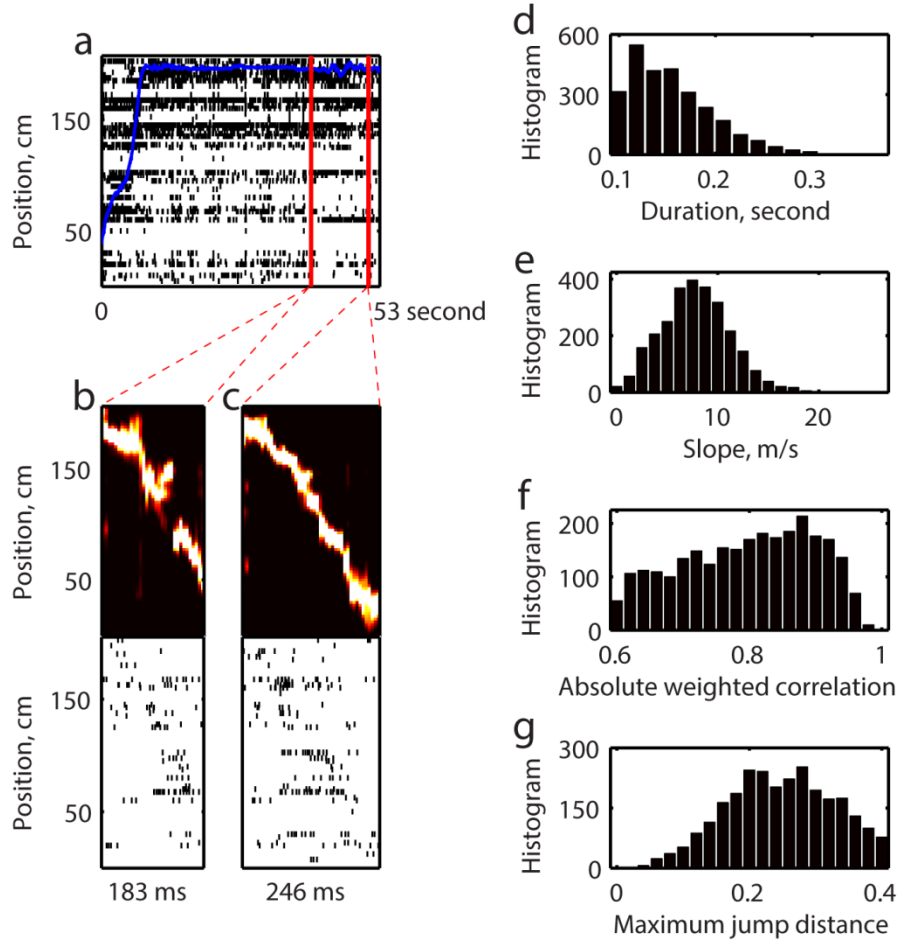 a
Position, cm
150
50
0
53 second
b
c
Position, cm
150
50
Position, cm
150
50
183 ms
246 ms
d
Histogram
600
300
0
0.1
0.2
0.3
Duration, second
e
Histogram
400
200
0
0
10
20
Slope, m/s
f
Histogram
200
100
0
0.6
0.8
1
Absolute weighted correlation
g
Histogram
300
150
0
0
0.2
0.4
Maximum jump distance